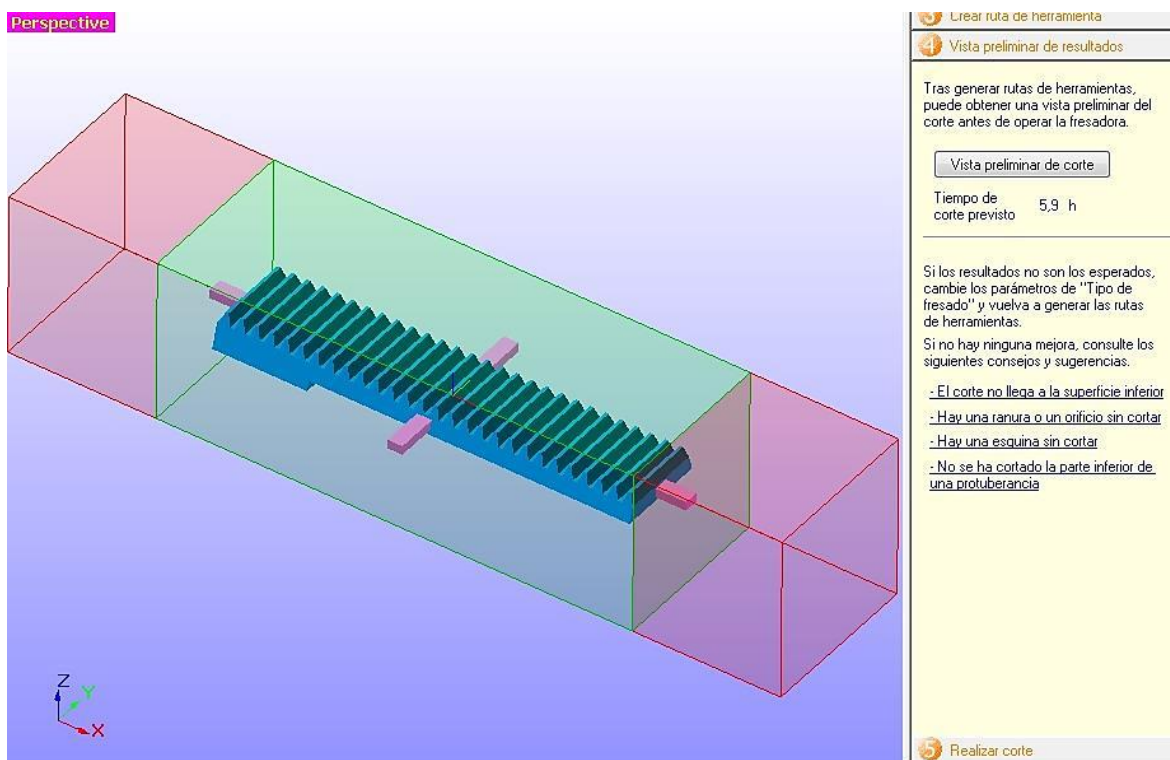 Perspective
3 Crear ruta de herramienta
4 Vista preliminar de resultados
Tras generar rutas de herramientas,
puede obtener una vista preliminar del
corte antes de operar la fresadora.
Vista preliminar de corte
Tiempo de
corte previsto
5,9 h
Si los resultados no son los esperados,
cambie los parámetros de "Tipo de
fresado" y vuelva a generar las rutas
de herramientas.
Si no hay ninguna mejora, consulte los
siguientes consejos y sugerencias.
- El corte no llega a la superficie inferior
- Hay una ranura o un orificio sin cortar
- Hay una esquina sin cortar
- No se ha cortado la parte inferior de
una protuberancia
Z
Y
X
5 Realizar corte